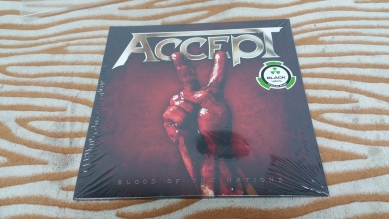 ACCEPT
BLACK
BLOOD OF THE NATIONS